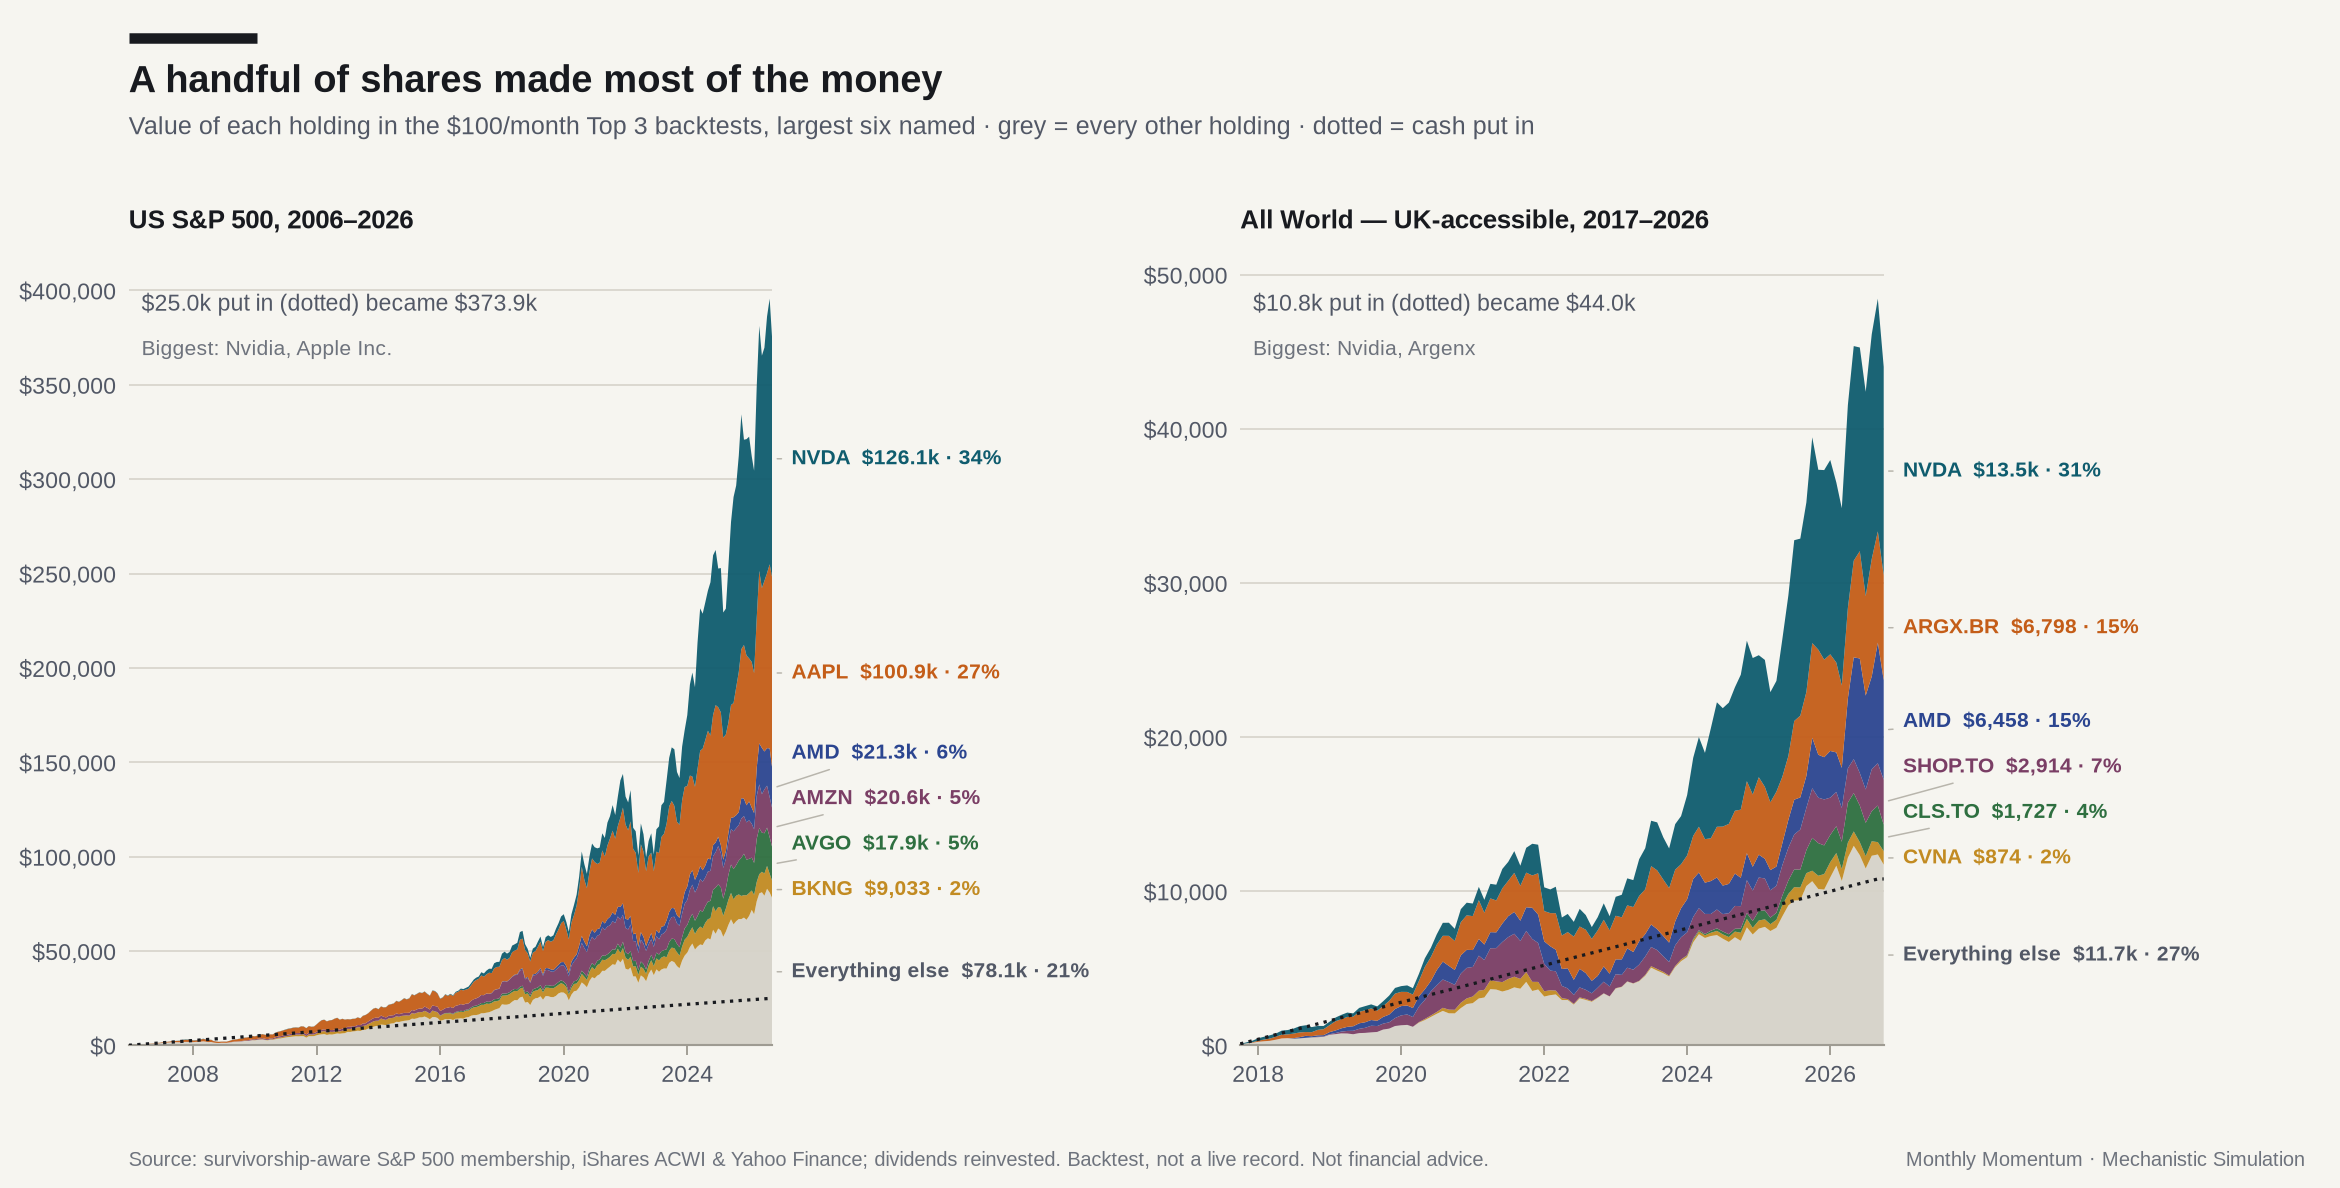 A handful of shares made most of the money
Value of each holding in the $100/month Top 3 backtests, largest six named · grey = every other holding · dotted = cash put in
US S&P 500, 2006–2026
$400,000
$350,000
$300,000
$250,000
$200,000
$150,000
$100,000
$50,000
$0
$25.0k put in (dotted) became $373.9k
Biggest: Nvidia, Apple Inc.
NVDA $126.1k · 34%
AAPL $100.9k · 27%
AMD $21.3k · 6%
AMZN $20.6k · 5%
AVGO $17.9k · 5%
BKNG $9,033 · 2%
Everything else $78.1k · 21%
2008 2012 2016 2020 2024
All World — UK-accessible, 2017–2026
$50,000
$40,000
$30,000
$20,000
$10,000
$0
$10.8k put in (dotted) became $44.0k
Biggest: Nvidia, Argenx
NVDA $13.5k · 31%
ARGX.BR $6,798 · 15%
AMD $6,458 · 15%
SHOP.TO $2,914 · 7%
CLS.TO $1,727 · 4%
CVNA $874 · 2%
Everything else $11.7k · 27%
2018 2020 2022 2024 2026
Source: survivorship-aware S&P 500 membership, iShares ACWI & Yahoo Finance; dividends reinvested. Backtest, not a live record. Not financial advice.
Monthly Momentum · Mechanistic Simulation